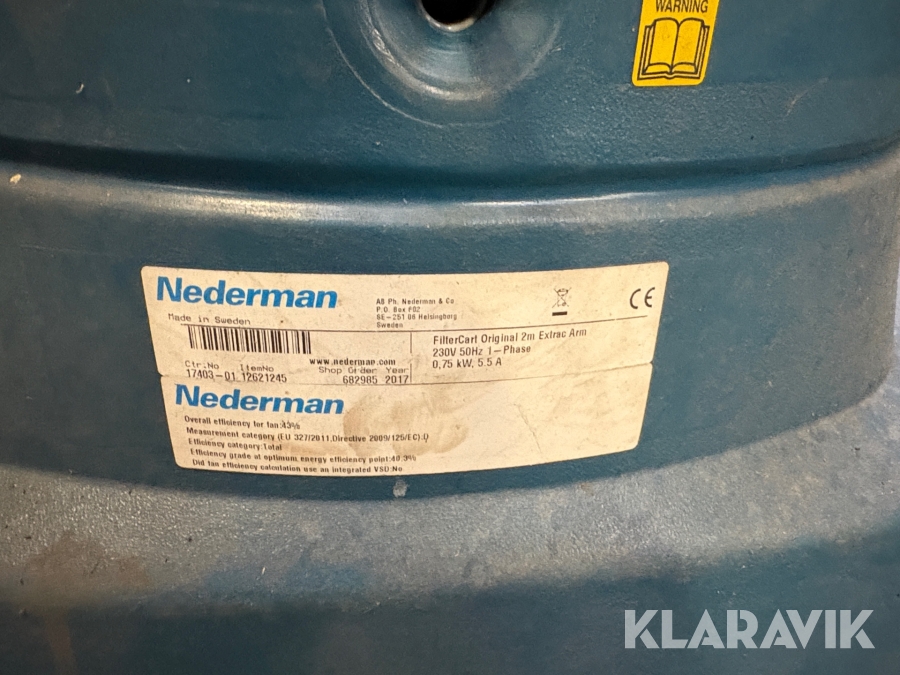 WARNING
Nederman
AB Ph. Nederman & Co
P.O. Box 602
SE-251 06 Helsingborg
Sweden
Made in Sweden
CE
FilterCart Original 2m Extrac Arm
230V 50Hz 1-Phase
0,75 kW, 5.5 A
www.nederman.com
Ctr.No ItemNo Shop Order Year
17403-01 12621245 682985 2017
Nederman
Overall efficiency for fan:43%
Measurement category (EU 327/2011,Directive 2009/125/EC):D
Efficiency category:Total
Efficiency grade at optimum energy efficiency point:40.3%
Did fan efficiency calculation use an integrated VSD:No
KLARAVIK